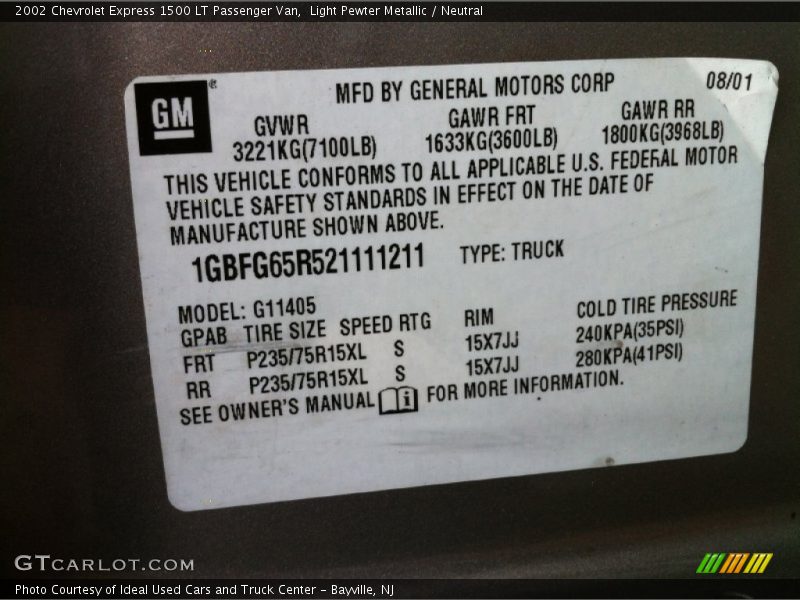 2002 Chevrolet Express 1500 LT Passenger Van, Light Pewter Metallic / Neutral
GM MFD BY GENERAL MOTORS CORP 08/01
GVWR GAWR FRT GAWR RR
3221KG(7100LB) 1633KG(3600LB) 1800KG(3968LB)
THIS VEHICLE CONFORMS TO ALL APPLICABLE U.S. FEDERAL MOTOR
VEHICLE SAFETY STANDARDS IN EFFECT ON THE DATE OF
MANUFACTURE SHOWN ABOVE.
1GBFG65R521111211 TYPE: TRUCK
MODEL: G11405
GPAB TIRE SIZE SPEED RTG RIM COLD TIRE PRESSURE
FRT P235/75R15XL S 15X7JJ 240KPA(35PSI)
RR P235/75R15XL S 15X7JJ 280KPA(41PSI)
SEE OWNER'S MANUAL FOR MORE INFORMATION.
GTCARLOT.COM
Photo Courtesy of Ideal Used Cars and Truck Center - Bayville, NJ